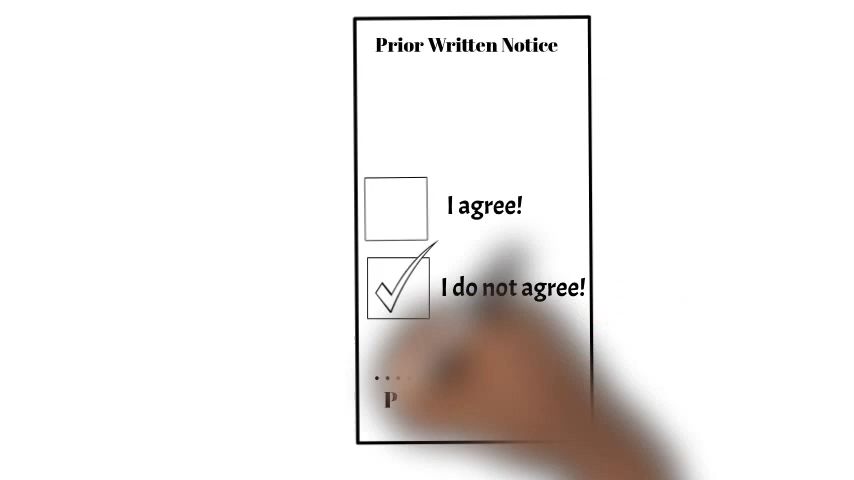 Prior Written Notice
I agree!
I do not agree!
....
P